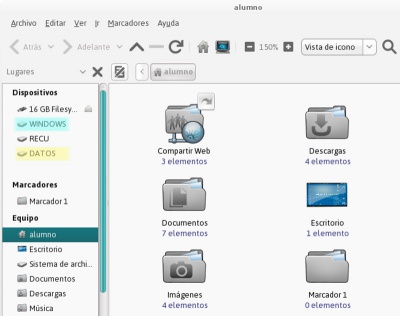 alumno
Archivo Editar Ver Ir Marcadores Ayuda
Atrás Adelante 150% Vista de icono
Lugares alumno
Dispositivos
16 GB Filesy...
WINDOWS
RECU
DATOS
Marcadores
Marcador 1
Equipo
alumno
Escritorio
Sistema de archi...
Documentos
Descargas
Música
Compartir Web
3 elementos
Descargas
4 elementos
Documentos
7 elementos
Escritorio
1 elemento
Imágenes
4 elementos
Marcador 1
0 elementos